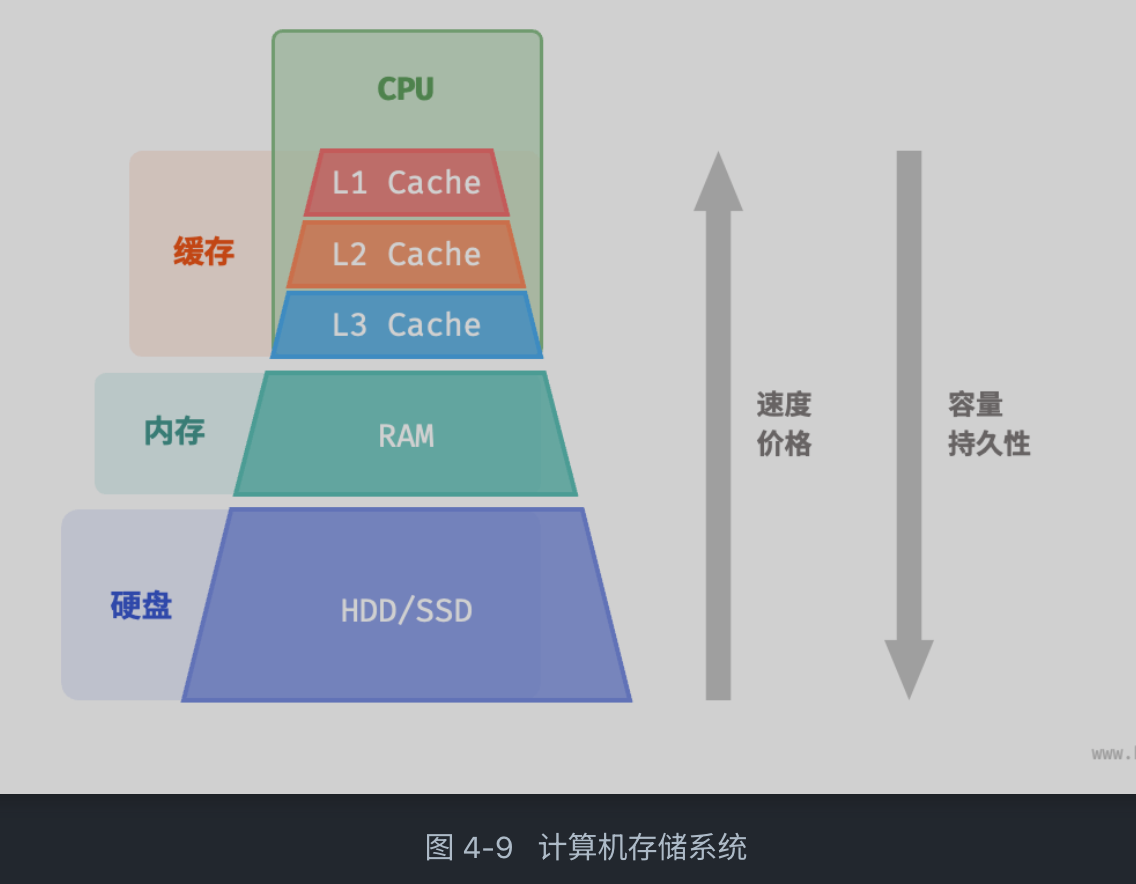 CPU
缓存
L1 Cache
L2 Cache
L3 Cache
内存
RAM
硬盘
HDD/SSD
速度
价格
容量
持久性
www.
图 4-9 计算机存储系统